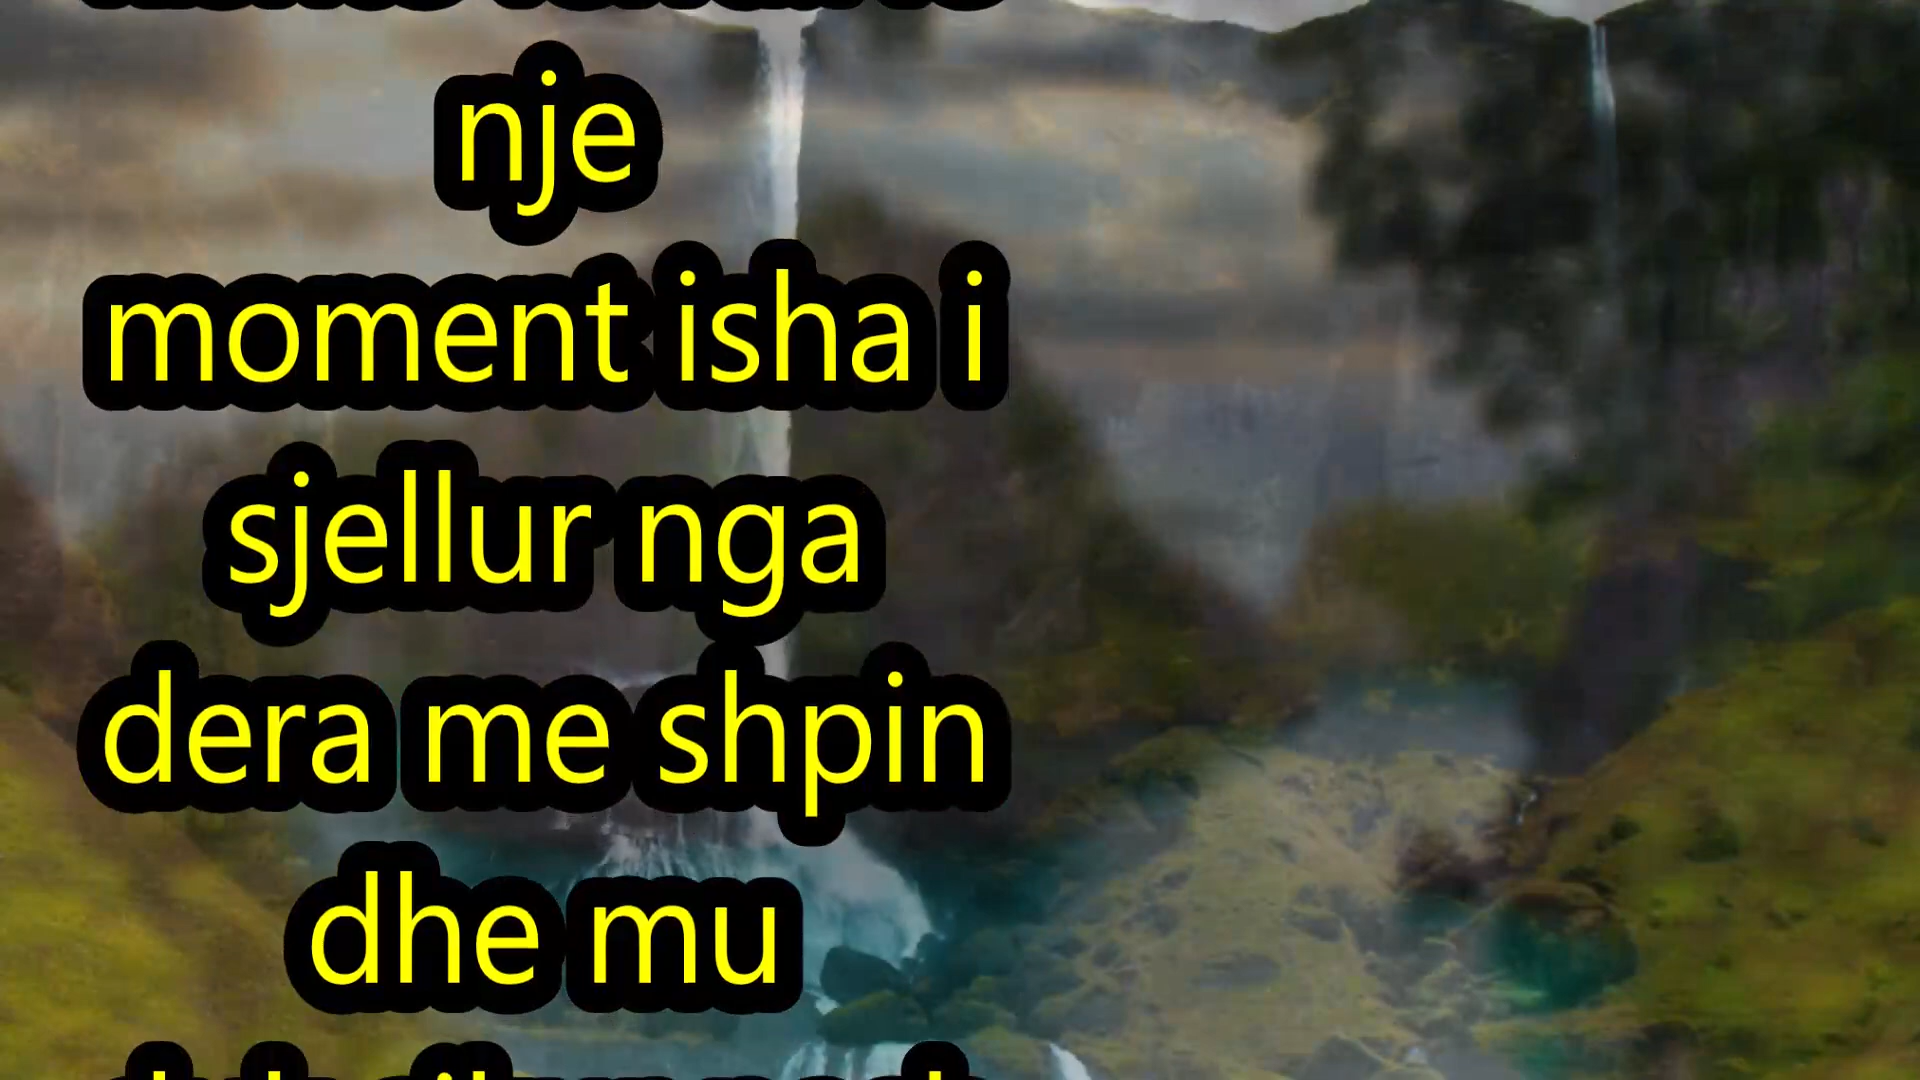 nje
moment isha i
sjellur nga
dera me shpin
dhe mu